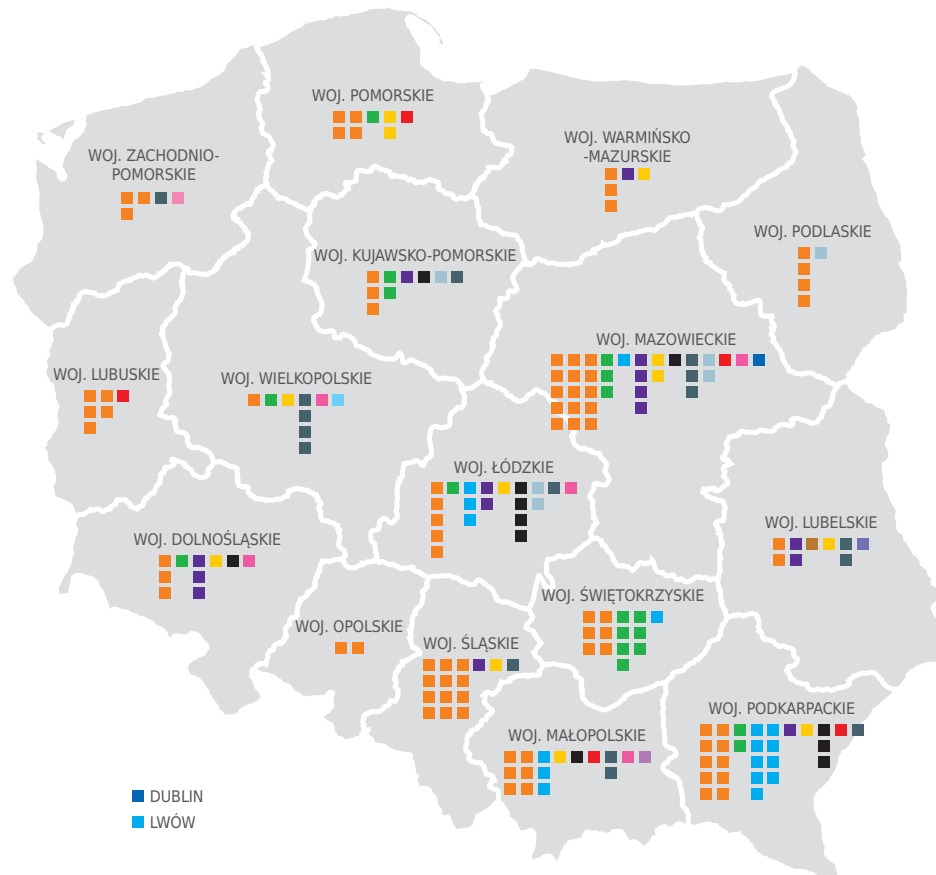 WOJ. POMORSKIE
WOJ. WARMIŃSKO
-MAZURSKIE
WOJ. ZACHODNIO-
POMORSKIE
WOJ. PODLASKIE
WOJ. KUJAWSKO-POMORSKIE
WOJ. MAZOWIECKIE
WOJ. LUBUSKIE
WOJ. WIELKOPOLSKIE
WOJ. ŁÓDZKIE
WOJ. LUBELSKIE
WOJ. DOLNOŚLĄSKIE
WOJ. ŚWIĘTOKRZYSKIE
WOJ. OPOLSKIE
WOJ. ŚLĄSKIE
WOJ. PODKARPACKIE
WOJ. MAŁOPOLSKIE
DUBLIN
LWÓW